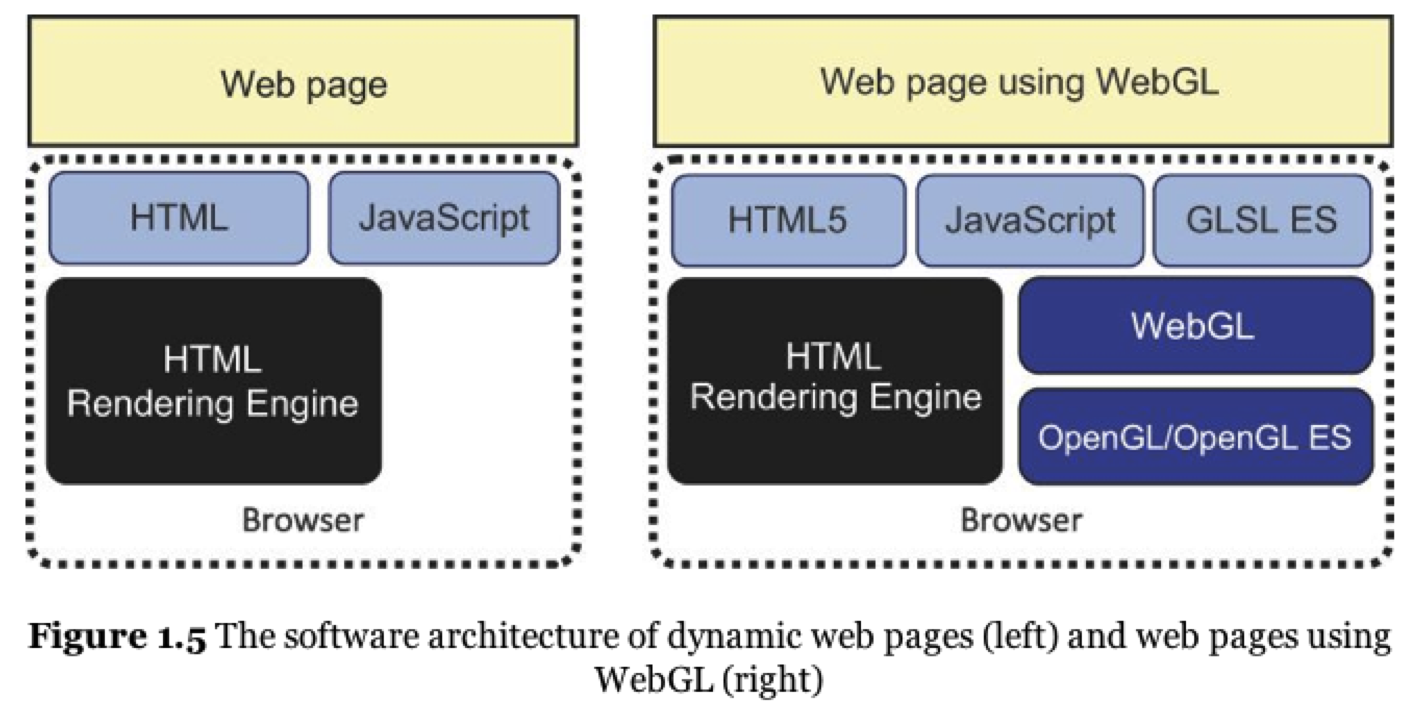 Web page
HTML
JavaScript
HTML
Rendering Engine
Browser
Web page using WebGL
HTML5
JavaScript
GLSL ES
HTML
Rendering Engine
WebGL
OpenGL/OpenGL ES
Browser
Figure 1.5 The software architecture of dynamic web pages (left) and web pages using
WebGL (right)